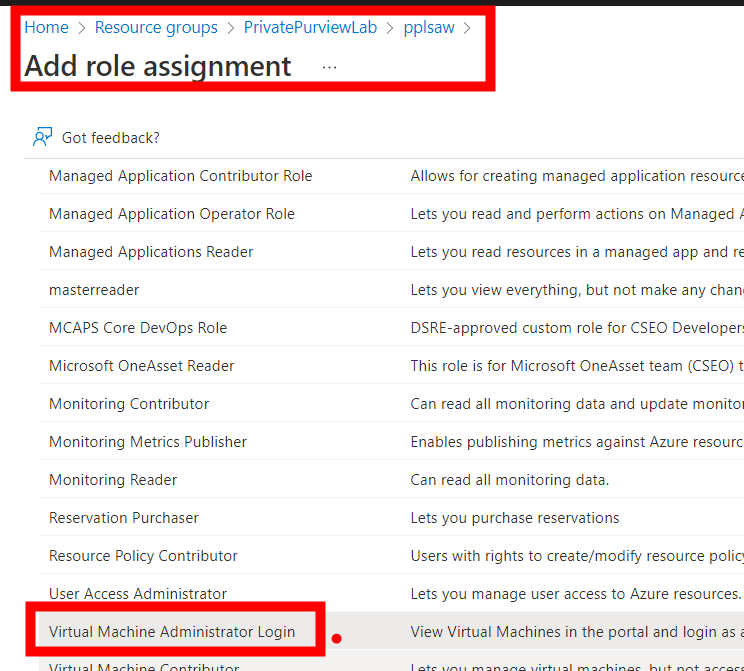 Home > Resource groups > PrivatePurviewLab > pplsaw >
Add role assignment ...
Got feedback?
Managed Application Contributor Role Allows for creating managed application resource
Managed Application Operator Role Lets you read and perform actions on Managed A
Managed Applications Reader Lets you read resources in a managed app and re
masterreader Lets you view everything, but not make any chan
MCAPS Core DevOps Role DSRE-approved custom role for CSEO Developers
Microsoft OneAsset Reader This role is for Microsoft OneAsset team (CSEO) t
Monitoring Contributor Can read all monitoring data and update monitor
Monitoring Metrics Publisher Enables publishing metrics against Azure resourc
Monitoring Reader Can read all monitoring data.
Reservation Purchaser Lets you purchase reservations
Resource Policy Contributor Users with rights to create/modify resource policy
User Access Administrator Lets you manage user access to Azure resources.
Virtual Machine Administrator Login View Virtual Machines in the portal and login as a
Virtual Machine Contributor Lets you manage virtual machines, but not access